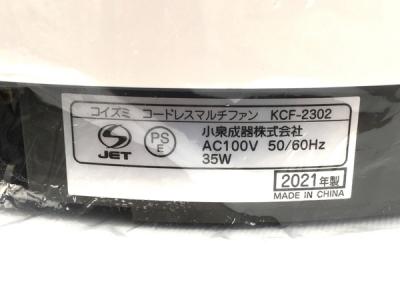 コイズミ コードレスマルチファン KCF-2302
JET
PS
E
小泉成器株式会社
AC100V 50/60Hz
35W
2021年製
MADE IN CHINA